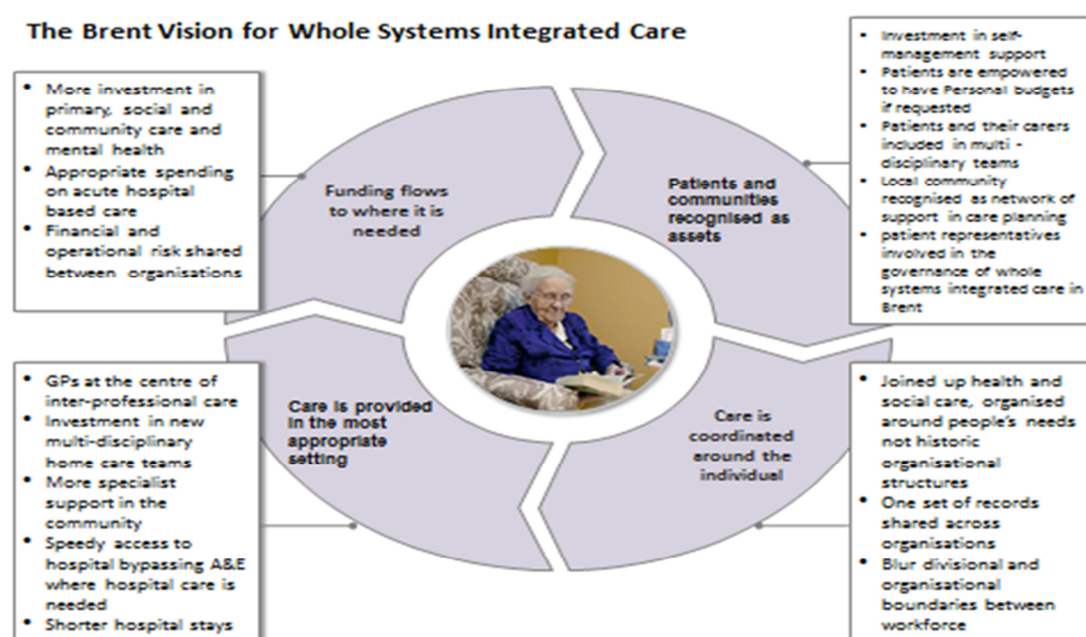 The Brent Vision for Whole Systems Integrated Care
• More investment in
primary, social and
community care and
mental health
• Appropriate spending
on acute hospital
based care
• Financial and
operational risk shared
between organisations
Funding flows
to where it is
needed
Patients and
communities
recognised as
assets
• Investment in self-
management support
• Patients are empowered
to have Personal budgets
if requested
• Patients and their carers
included in multi -
disciplinary teams
• Local community
recognised as network of
support in care planning
• patient representatives
involved in the
governance of whole
systems integrated care in
Brent
• GPs at the centre of
inter-professional care
• Investment in new
multi-disciplinary
home care teams
• More specialist
support in the
community
• Speedy access to
hospital bypassing A&E
where hospital care is
needed
• Shorter hospital stays
Care is provided
in the most
appropriate
setting
Care is
coordinated
around the
individual
• Joined up health and
social care, organised
around people's needs
not historic
organisational
structures
• One set of records
shared across
organisations
• Blur divisional and
organisational
boundaries between
workforce